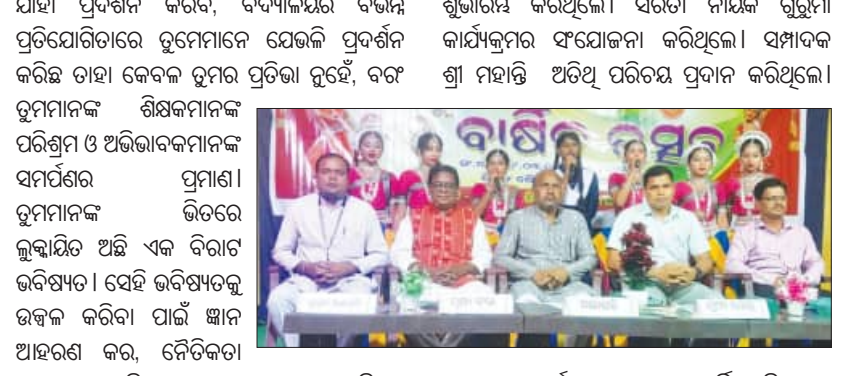 ଯାହା ପ୍ରଦର୍ଶନ କରିବ, ବିଦ୍ୟାଳୟର ବିଭିନ୍ନ
ପ୍ରତିଯୋଗିତାରେ ତୁମେମାନେ ଯେଭଳି ପ୍ରଦର୍ଶନ
କରିଛ ତାହା କେବଳ ତୁମର ପ୍ରତିଭା ନୁହେଁ, ବରଂ
ତୁମମାନଙ୍କ ଶିକ୍ଷକମାନଙ୍କ
ପରିଶ୍ରମ ଓ ଅଭିଭାବକମାନଙ୍କ
ସମର୍ପଣର ପ୍ରମାଣ।
ତୁମମାନଙ୍କ ଭିତରେ
ଲୁକ୍କାୟିତ ଅଛି ଏକ ବିରାଟ
ଭବିଷ୍ୟତ। ସେହି ଭବିଷ୍ୟତକୁ
ଉଜ୍ଵଳ କରିବା ପାଇଁ ଜ୍ଞାନ
ଆହରଣ କର, ନୈତିକତା
ଶୁଭାରମ୍ଭ କରିଥିଲେ। ସରିତା ନାୟକ ଗୁରୁମା
କାର୍ଯ୍ୟକ୍ରମର ସଂଯୋଜନା କରିଥିଲେ। ସମ୍ପାଦକ
ଶ୍ରୀ ମହାନ୍ତି ଅତିଥି ପରିଚୟ ପ୍ରଦାନ କରିଥିଲେ।
ବାର୍ଷିକ ଉତ୍ସବ